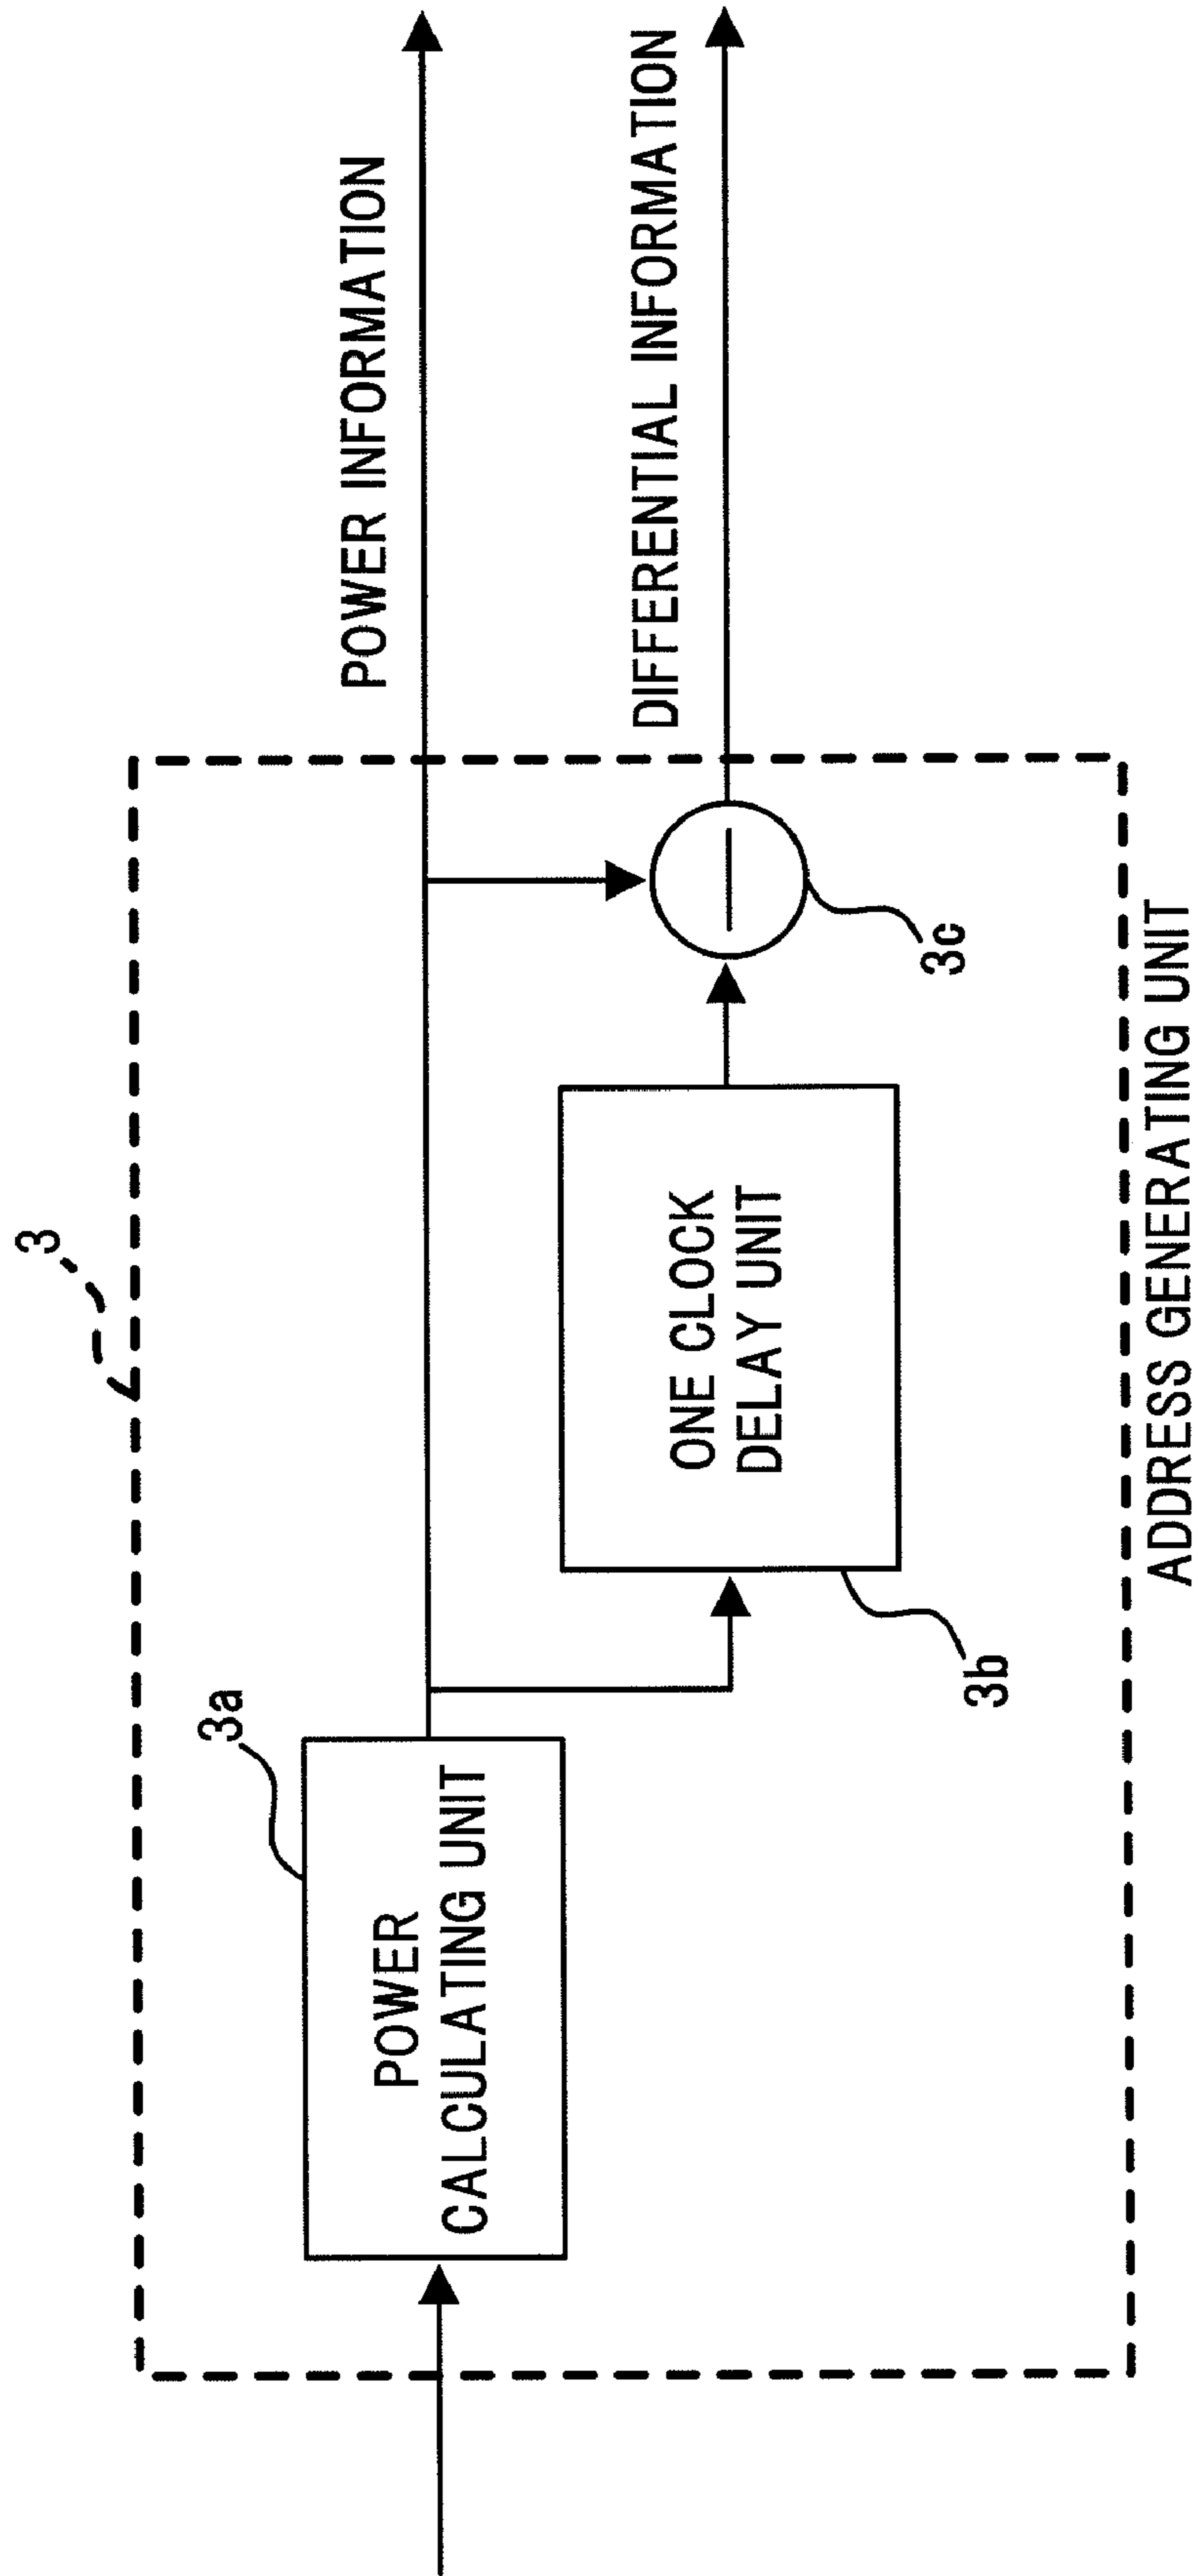 3
3a
POWER
CALCULATING UNIT
POWER INFORMATION
ONE CLOCK
DELAY UNIT
3b
3c
DIFFERENTIAL INFORMATION
ADDRESS GENERATING UNIT